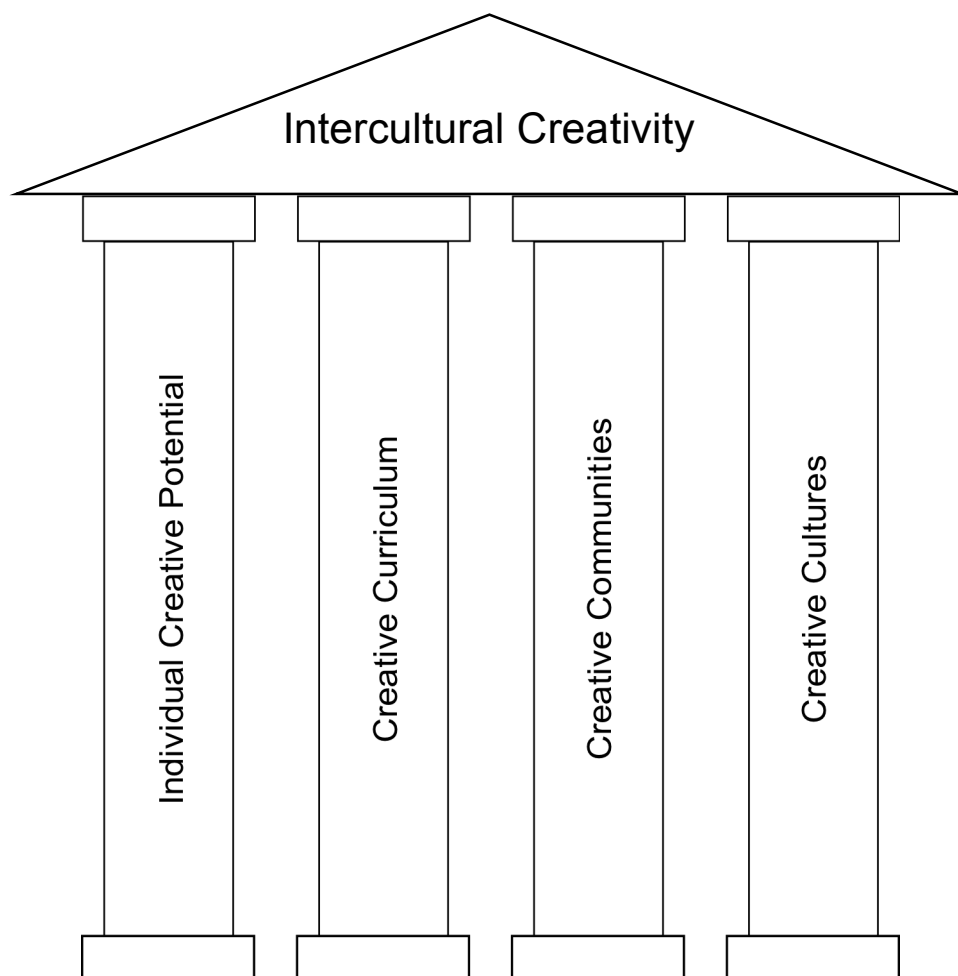 Intercultural Creativity
Individual Creative Potential
Creative Curriculum
Creative Communities
Creative Cultures